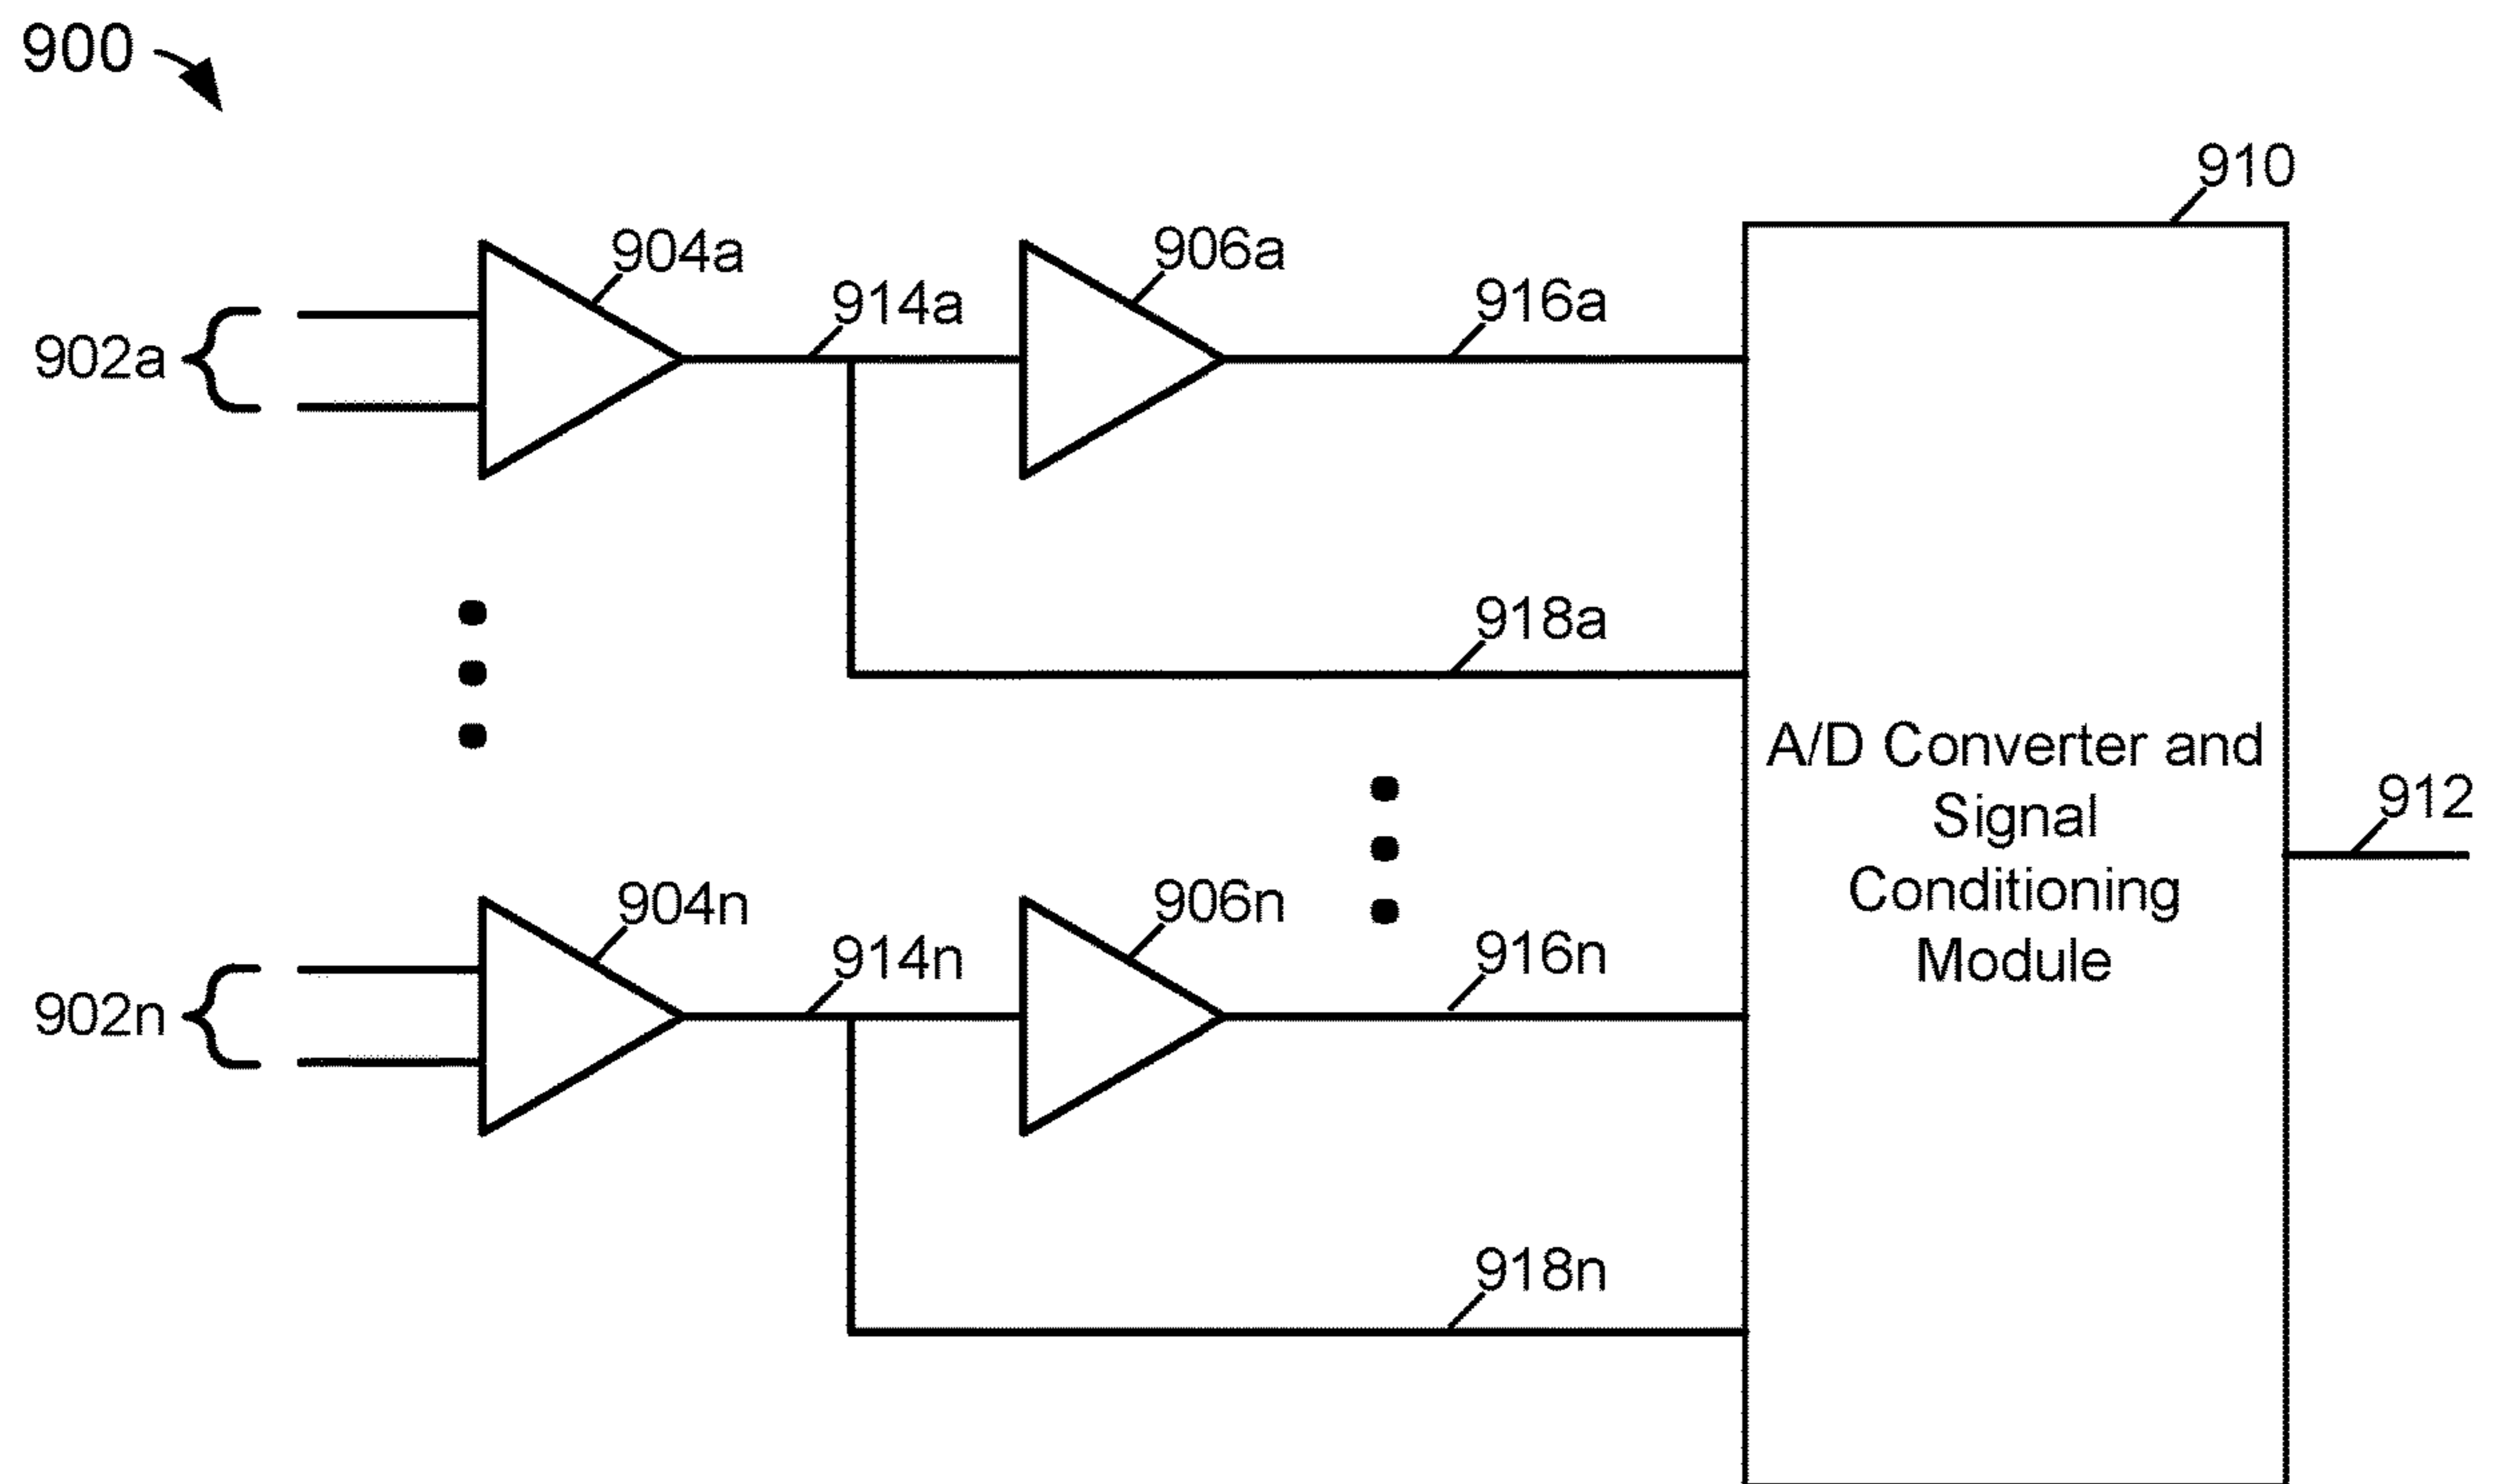 900
910
904a
906a
914a
916a
902a
918a
A/D Converter and
Signal
Conditioning
Module
912
904n
906n
914n
916n
902n
918n